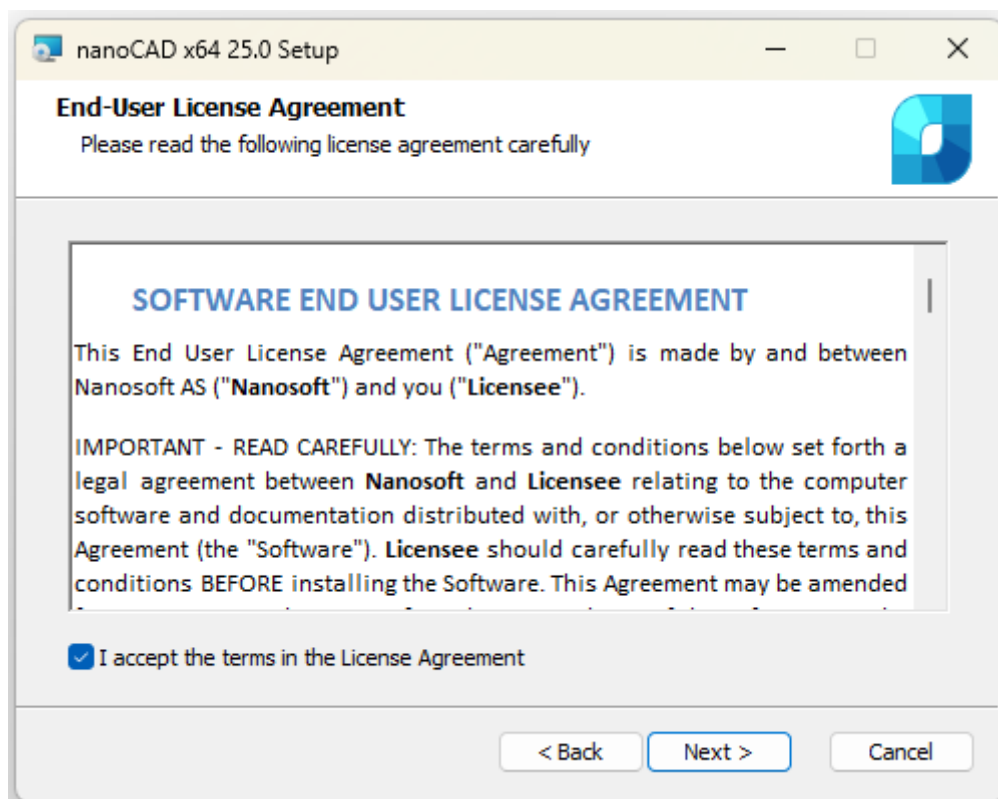 nanoCAD x64 25.0 Setup
End-User License Agreement
Please read the following license agreement carefully
SOFTWARE END USER LICENSE AGREEMENT
This End User License Agreement ("Agreement") is made by and between
Nanosoft AS ("Nanosoft") and you ("Licensee").
IMPORTANT - READ CAREFULLY: The terms and conditions below set forth a
legal agreement between Nanosoft and Licensee relating to the computer
software and documentation distributed with, or otherwise subject to, this
Agreement (the "Software"). Licensee should carefully read these terms and
conditions BEFORE installing the Software. This Agreement may be amended
I accept the terms in the License Agreement
< Back
Next >
Cancel